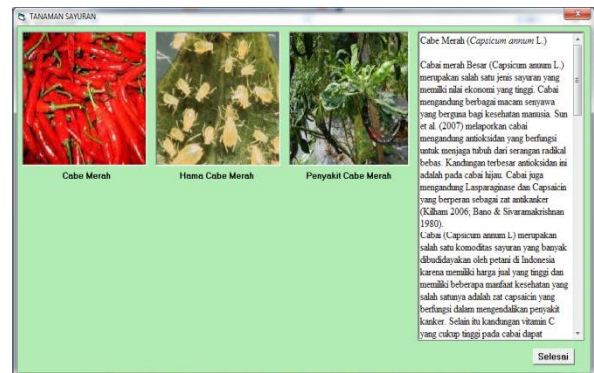 TANAMAN SAYURAN
Cabe Merah
Hama Cabe Merah
Penyakit Cabe Merah
Cabe Merah (Capsicum annum L.)
Cabai merah Besar (Capsicum annum L.)
merupakan salah satu jenis sayuran yang
memilki nilai ekonomi yang tinggi. Cabai
mengandung berbagai macam senyawa
yang berguna bagi kesehatan manusia. Sun
et al. (2007) melaporkan cabai
mengandung antioksidan yang berfungsi
untuk menjaga tubuh dari serangan radikal
bebas. Kandungan terbesar antioksidan ini
adalah pada cabai hijau. Cabai juga
mengandung Lasparaginase dan Capsaicin
yang berperan sebagai zat antikanker
(Kilham 2006; Bano & Sivaramakrishnan
1980).
Cabai (Capsicum annum L) merupakan
salah satu komoditas sayuran yang banyak
dibudidayakan oleh petani di Indonesia
karena memiliki harga jual yang tinggi dan
memiliki beberapa manfaat kesehatan yang
salah satunya adalah zat capsaicin yang
berfungsi dalam mengendalikan penyakit
kanker. Selain itu kandungan vitamin C
yang cukup tinggi pada cabai dapat
Selesai